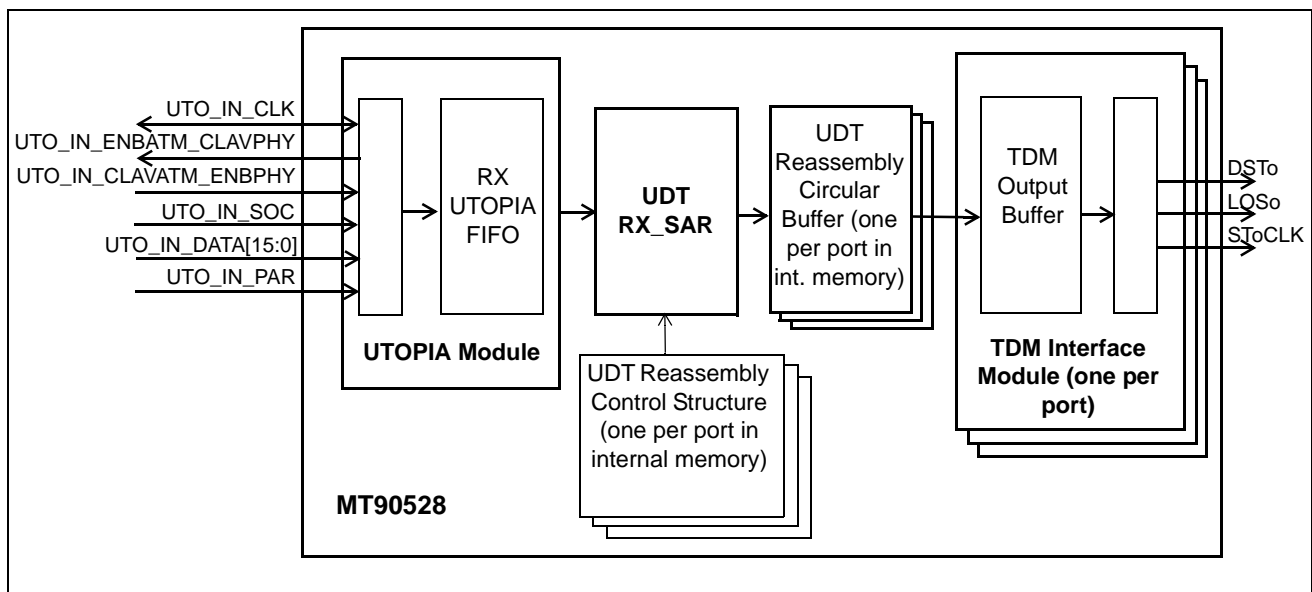 UTO_IN_CLK
UTO_IN_ENBATM_CLAVPHY
UTO_IN_CLAVATM_ENBPHY
UTO_IN_SOC
UTO_IN_DATA[15:0]
UTO_IN_PAR
RX
UTOPIA
FIFO
UTOPIA Module
UDT
RX_SAR
UDT Reassembly
Control Structure
(one per port in
internal memory)
UDT
Reassembly
Circular
Buffer (one
per port in
int. memory)
TDM
Output
Buffer
TDM Interface
Module (one per
port)
DSTo
LOSo
SToCLK
MT90528